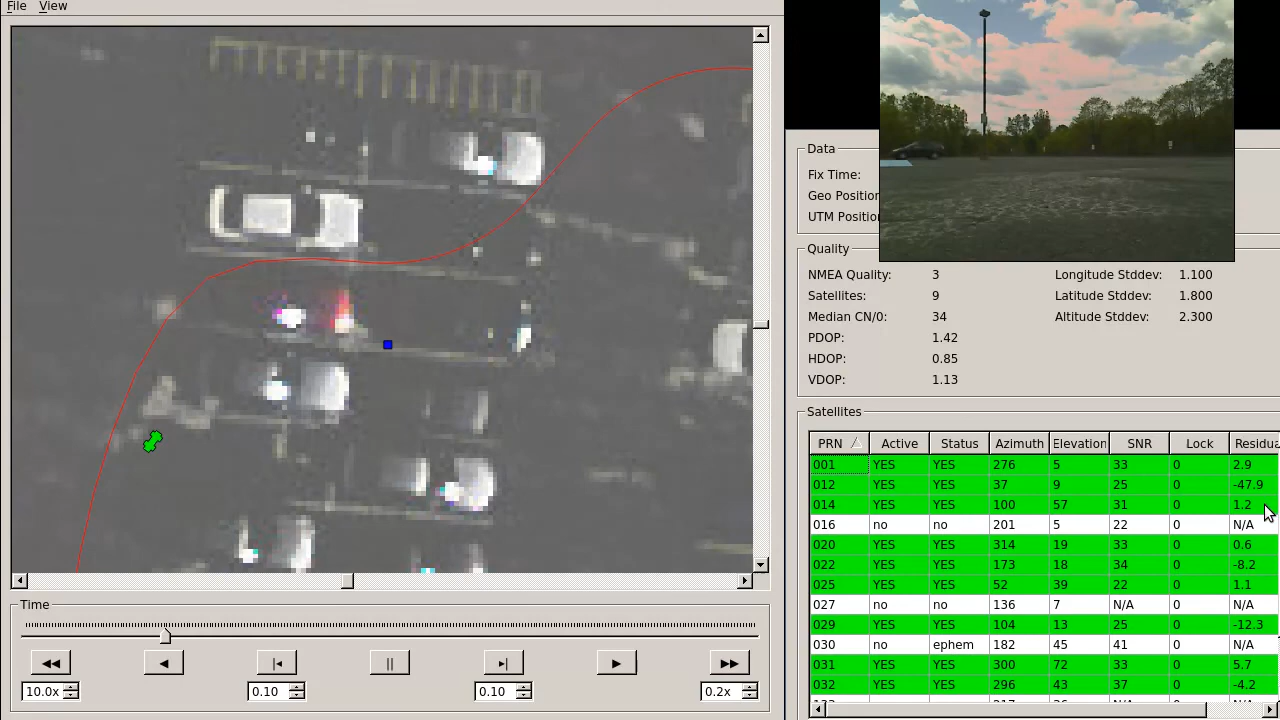 File View
Data
Fix Time:
Geo Position
UTM Position
Quality
NMEA Quality: 3 Longitude Stddev: 1.100
Satellites: 9 Latitude Stddev: 1.800
Median CN/0: 34 Altitude Stddev: 2.300
PDOP: 1.42
HDOP: 0.85
VDOP: 1.13
Satellites
PRN Active Status Azimuth Elevation SNR Lock Residua
001 YES YES 276 5 33 0 2.9
012 YES YES 37 9 25 0 -47.9
014 YES YES 100 57 31 0 1.2
016 no no 201 5 22 0 N/A
020 YES YES 314 19 33 0 0.6
022 YES YES 173 18 34 0 -8.2
025 YES YES 52 39 22 0 1.1
027 no no 136 7 N/A 0 N/A
029 YES YES 104 13 25 0 -12.3
030 no ephem 182 45 41 0 N/A
031 YES YES 300 72 33 0 5.7
032 YES YES 296 43 37 0 -4.2
Time
10.0x 0.10 0.10 0.2x